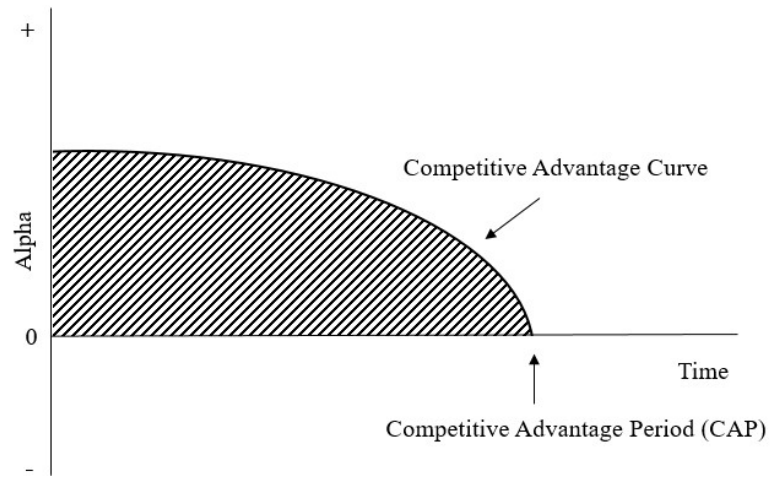 +
Competitive Advantage Curve
Alpha
0
Time
Competitive Advantage Period (CAP)
-